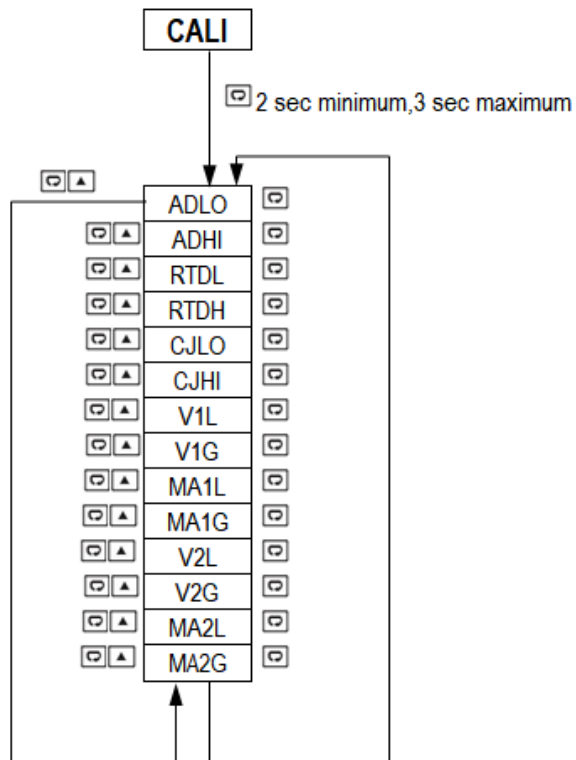 CALI
2 sec minimum,3 sec maximum
ADLO
ADHI
RTDL
RTDH
CJLO
CJHI
V1L
V1G
MA1L
MA1G
V2L
V2G
MA2L
MA2G